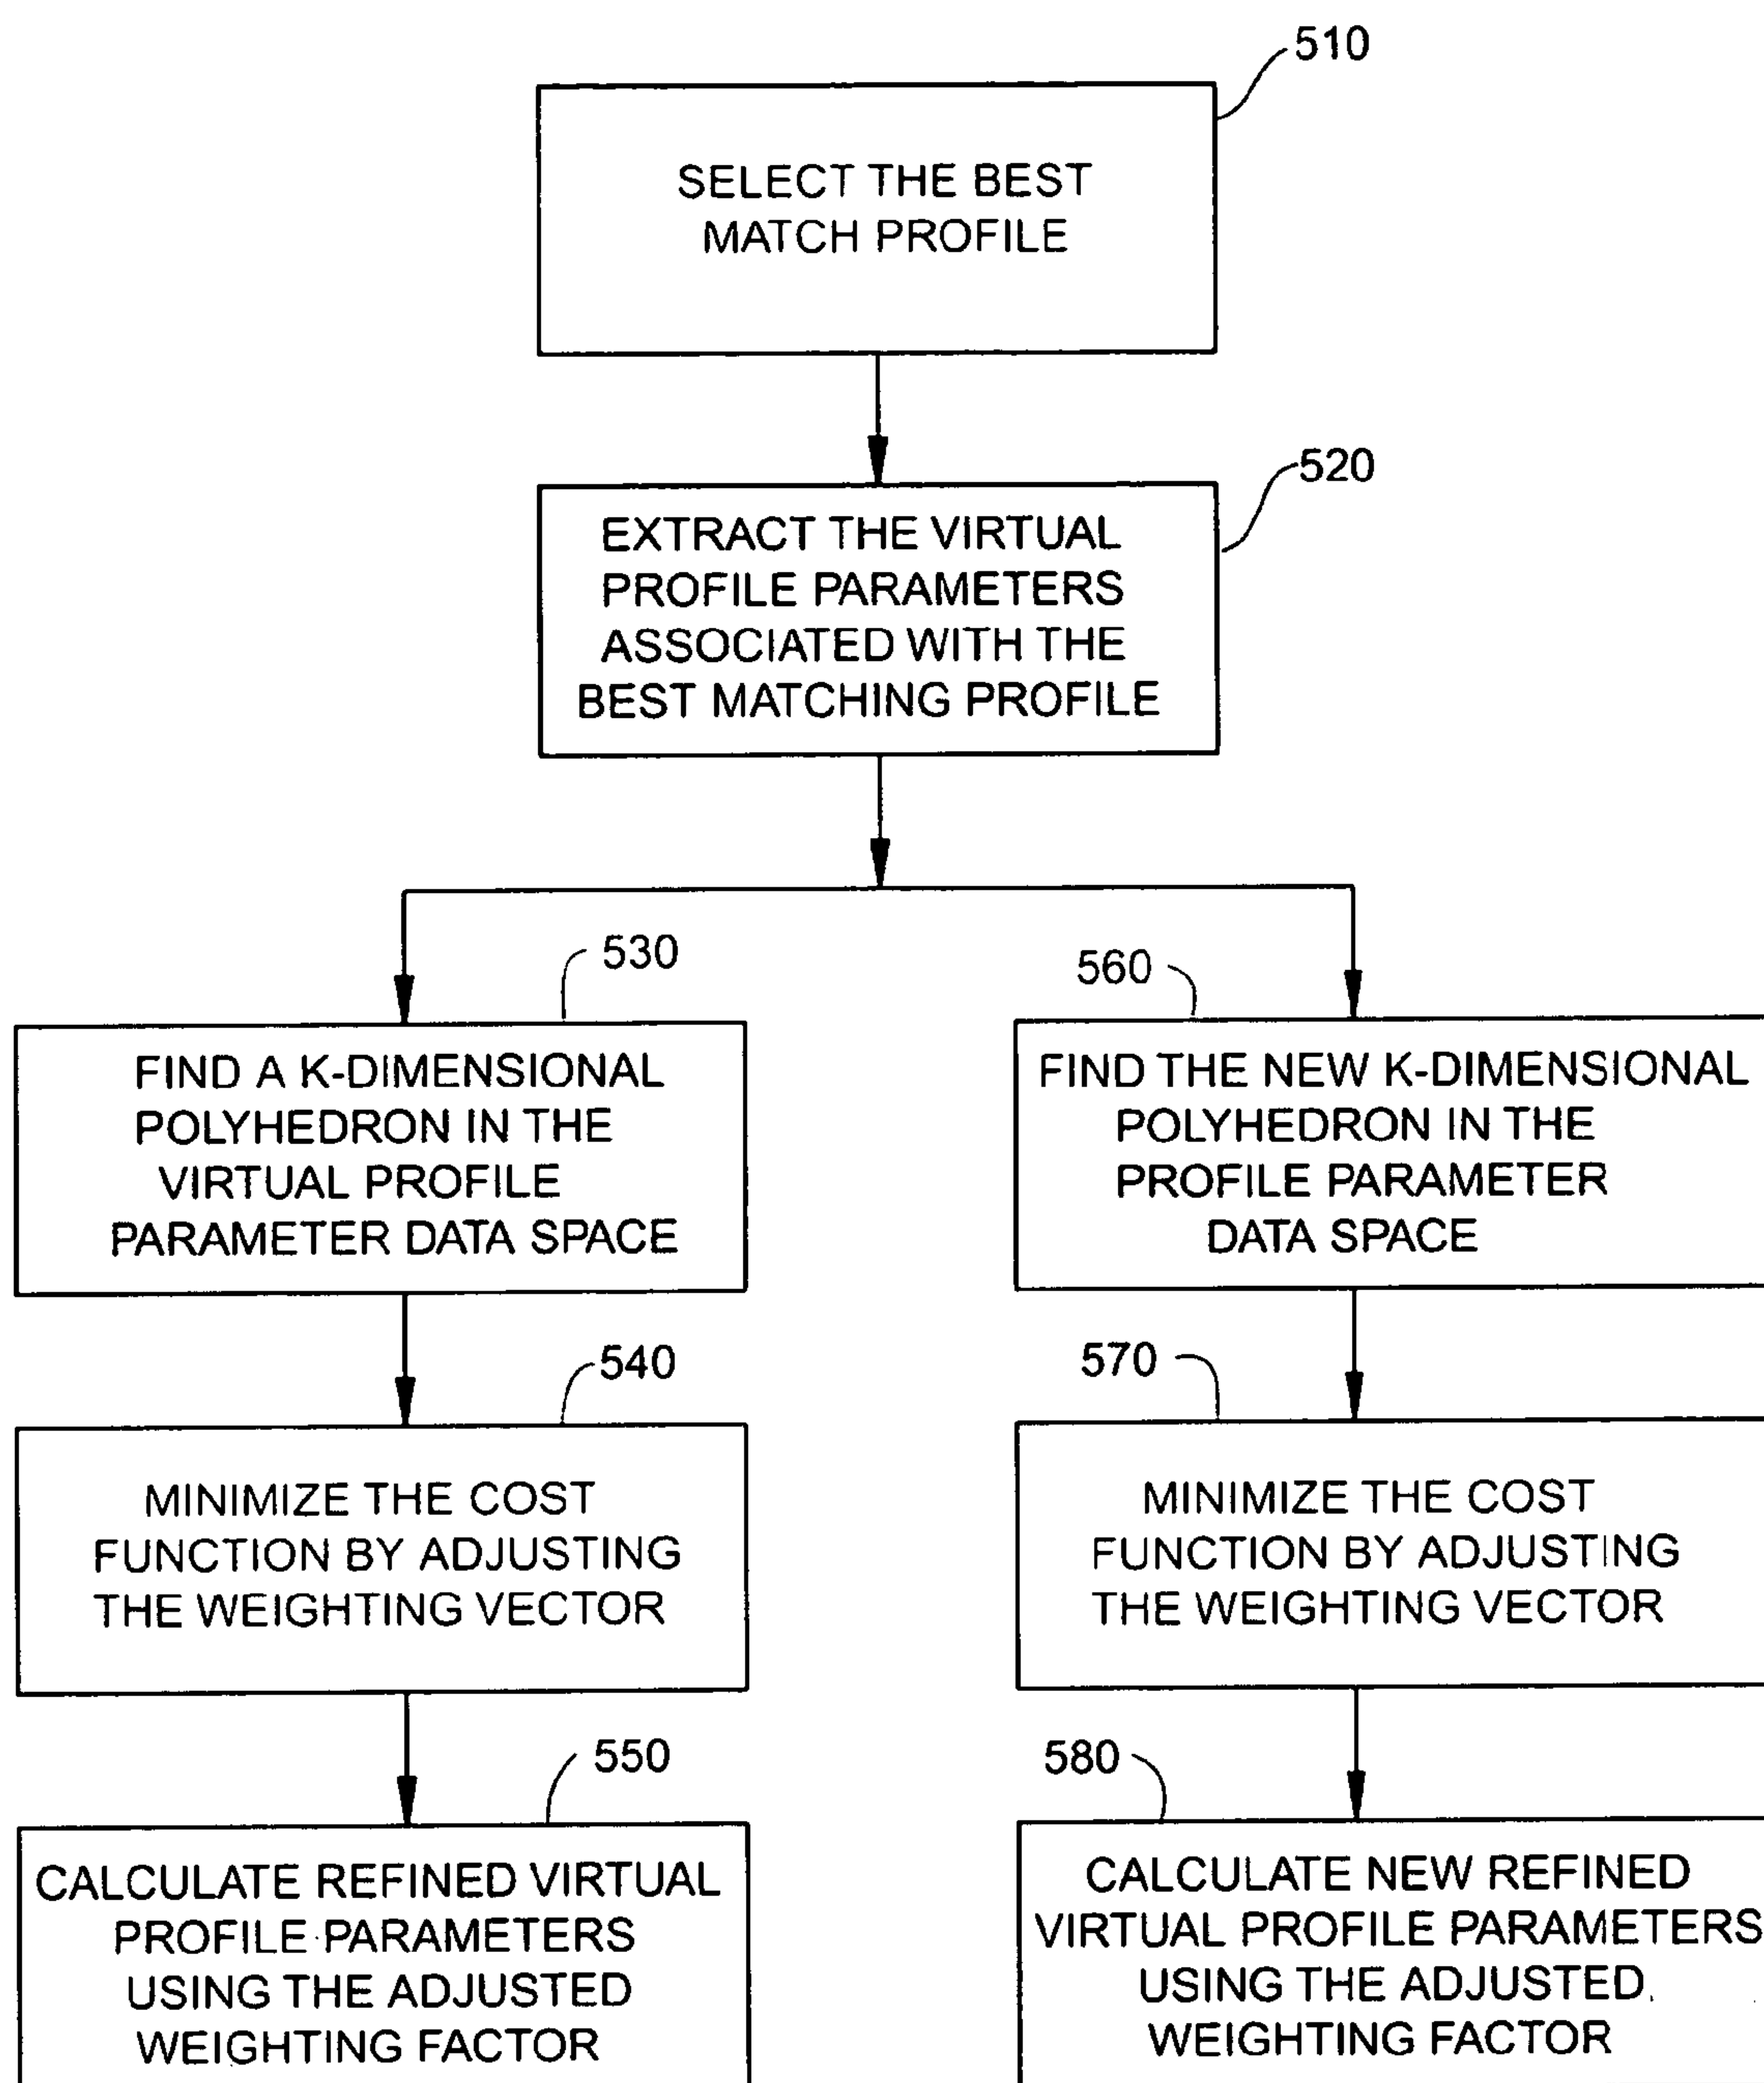 510
SELECT THE BEST
MATCH PROFILE
520
EXTRACT THE VIRTUAL
PROFILE PARAMETERS
ASSOCIATED WITH THE
BEST MATCHING PROFILE
530
FIND A K-DIMENSIONAL
POLYHEDRON IN THE
VIRTUAL PROFILE
PARAMETER DATA SPACE
540
MINIMIZE THE COST
FUNCTION BY ADJUSTING
THE WEIGHTING VECTOR
550
CALCULATE REFINED VIRTUAL
PROFILE PARAMETERS
USING THE ADJUSTED
WEIGHTING FACTOR
560
FIND THE NEW K-DIMENSIONAL
POLYHEDRON IN THE
PROFILE PARAMETER
DATA SPACE
570
MINIMIZE THE COST
FUNCTION BY ADJUSTING
THE WEIGHTING VECTOR
580
CALCULATE NEW REFINED
VIRTUAL PROFILE PARAMETERS
USING THE ADJUSTED
WEIGHTING FACTOR